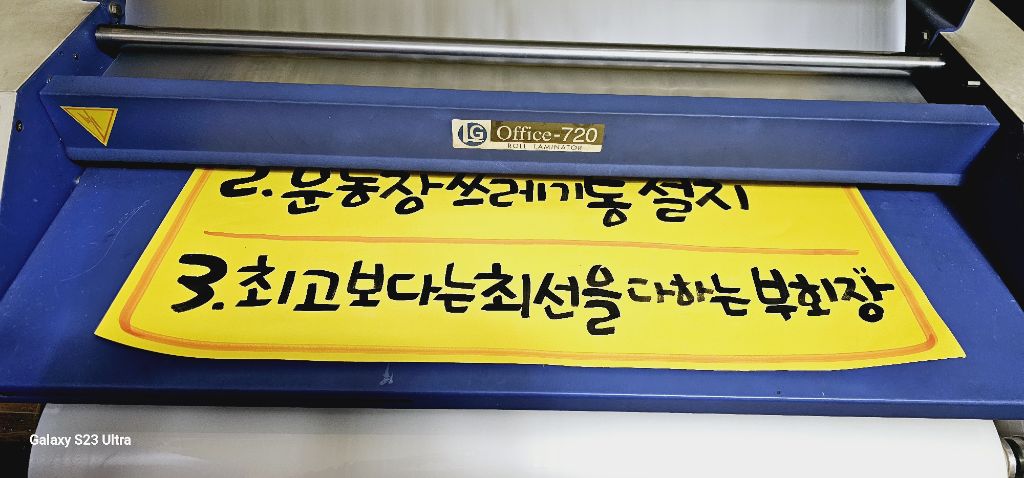 LG Office-720
ROLL LAMINATOR
2. 운동장 쓰레기통 설치
3. 최고보다는 최선을 다하는 부회장
Galaxy S23 Ultra